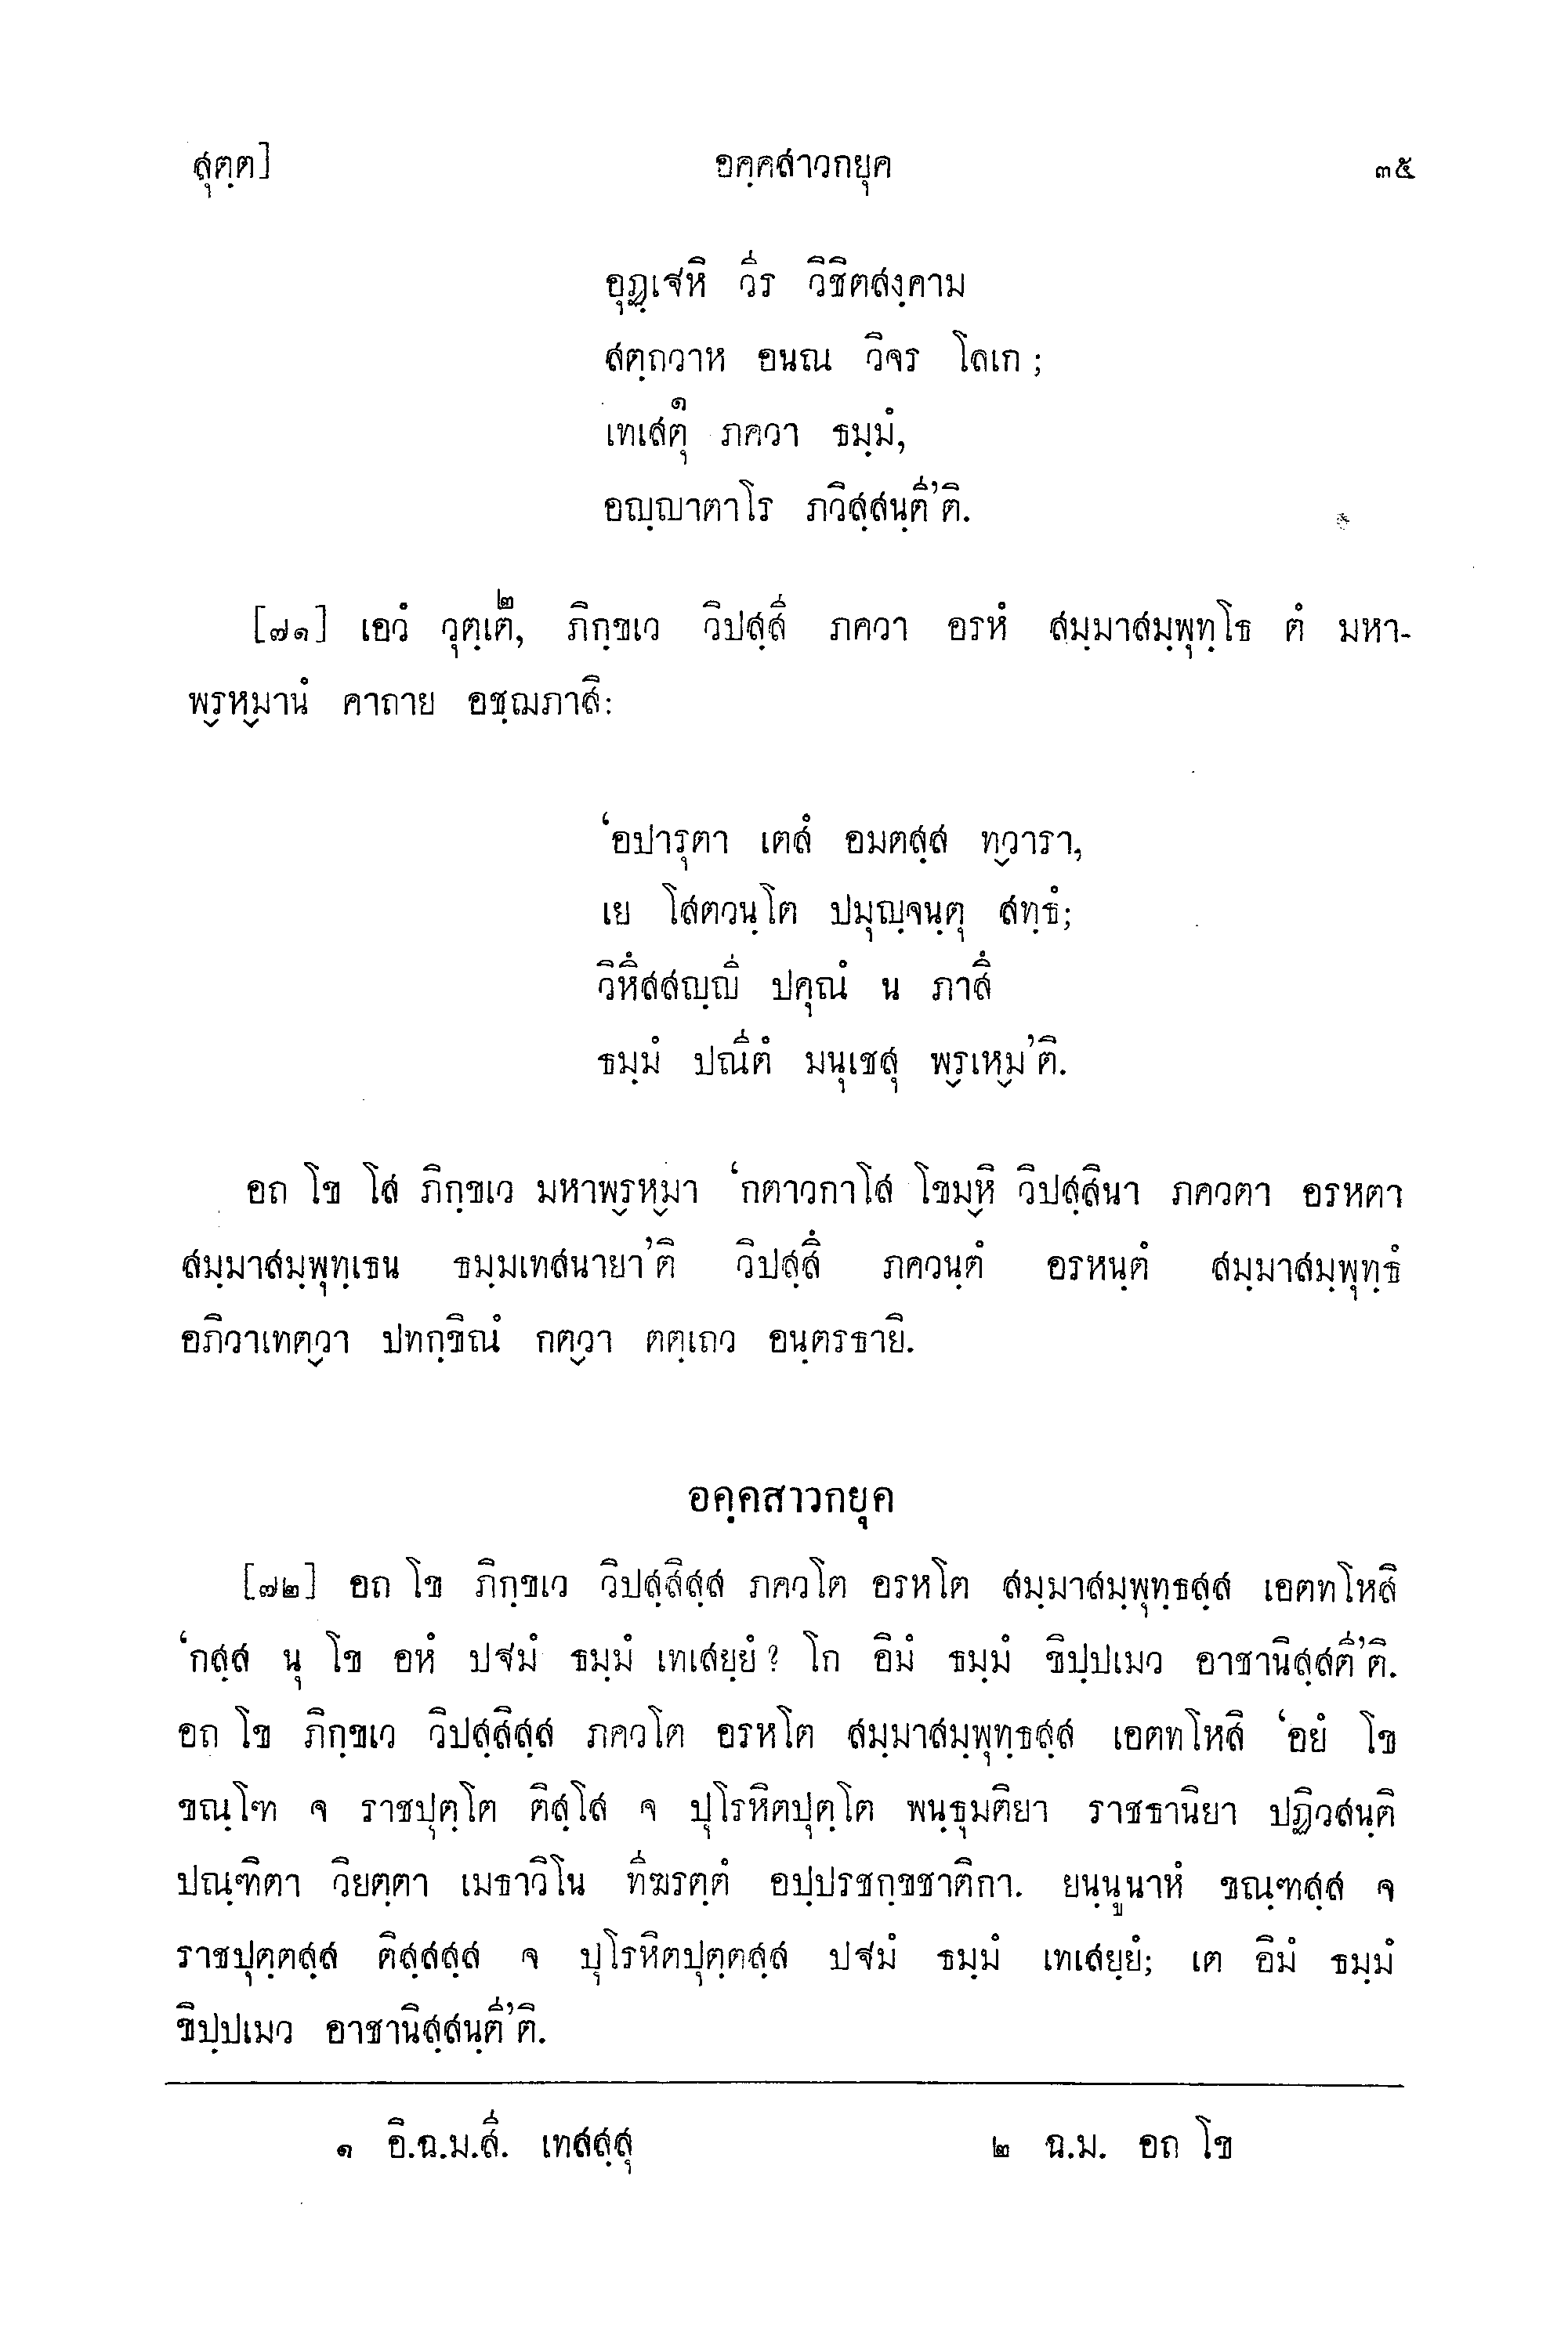 สุตฺต] อคฺคสาวกยุค ๓๕
อุฏฺเฐหิ วีร วิชิตสงฺคาม
สตฺถวาห อนณ วิจร โลเก ;
เทเสตุํ๑ ภควา ธมฺมํ,
อญฺญาตาโร ภวิสฺสนฺตี’ติ.
[๗๑] เอวํ วุตฺเต๒, ภิกฺขเว วิปสฺสี ภควา อรหํ สมฺมาสมฺพุทฺโธ ตํ มหา-
พฺรหฺมานํ คาถาย อชฺฌภาสิ:
‘อปารุตา เตสํ อมตสฺส ทฺวารา,
เย โสตวนฺโต ปมุญฺจนฺตุ สทฺธํ;
วิหึสสญฺญี ปคุณํ น ภาสึ
ธมฺมํ ปณีตํ มนุเชสุ พฺรเหฺม’ติ.
อถ โข โส ภิกฺขเว มหาพฺรหฺมา ‘กตาวกาโส โขมฺหิ วิปสฺสินา ภควตา อรหตา
สมฺมาสมฺพุทฺเธน ธมฺมเทสนายา’ติ วิปสฺสึ ภควนฺตํ อรหนฺตํ สมฺมาสมฺพุทฺธํ
อภิวาเทตฺวา ปทกฺขิณํ กตฺวา ตตฺเถว อนฺตรธายิ.
อคฺคสาวกยุค
[๗๒] อถ โข ภิกฺขเว วิปสฺสิสฺส ภควโต อรหโต สมฺมาสมฺพุทฺธสฺส เอตทโหสิ
‘กสฺส นุ โข อหํ ปฐมํ ธมฺมํ เทเสยฺยํ? โก อิมํ ธมฺมํ ขิปฺปเมว อาชานิสฺสตี’ติ.
อถ โข ภิกฺขเว วิปสฺสิสฺส ภควโต อรหโต สมฺมาสมฺพุทฺธสฺส เอตทโหสิ ‘อยํ โข
ขณฺโฑ จ ราชปุตฺโต ติสฺโส จ ปุโรหิตปุตฺโต พนฺธุมติยา ราชธานิยา ปฏิวสนฺติ
ปณฺฑิตา วิยตฺตา เมธาวิโน ทีฆรตฺตํ อปฺปรชกฺขชาติกา. ยนฺนูนาหํ ขณฺฑสฺส จ
ราชปุตฺตสฺส ติสฺสสฺส จ ปุโรหิตปุตฺตสฺส ปฐมํ ธมฺมํ เทเสยฺยํ; เต อิมํ ธมฺมํ
ขิปฺปเมว อาชานิสฺสนฺตี’ติ.
๑ อิ.ฉ.ม.สี. เทสสฺสุ ๒ ฉ.ม. อถ โข